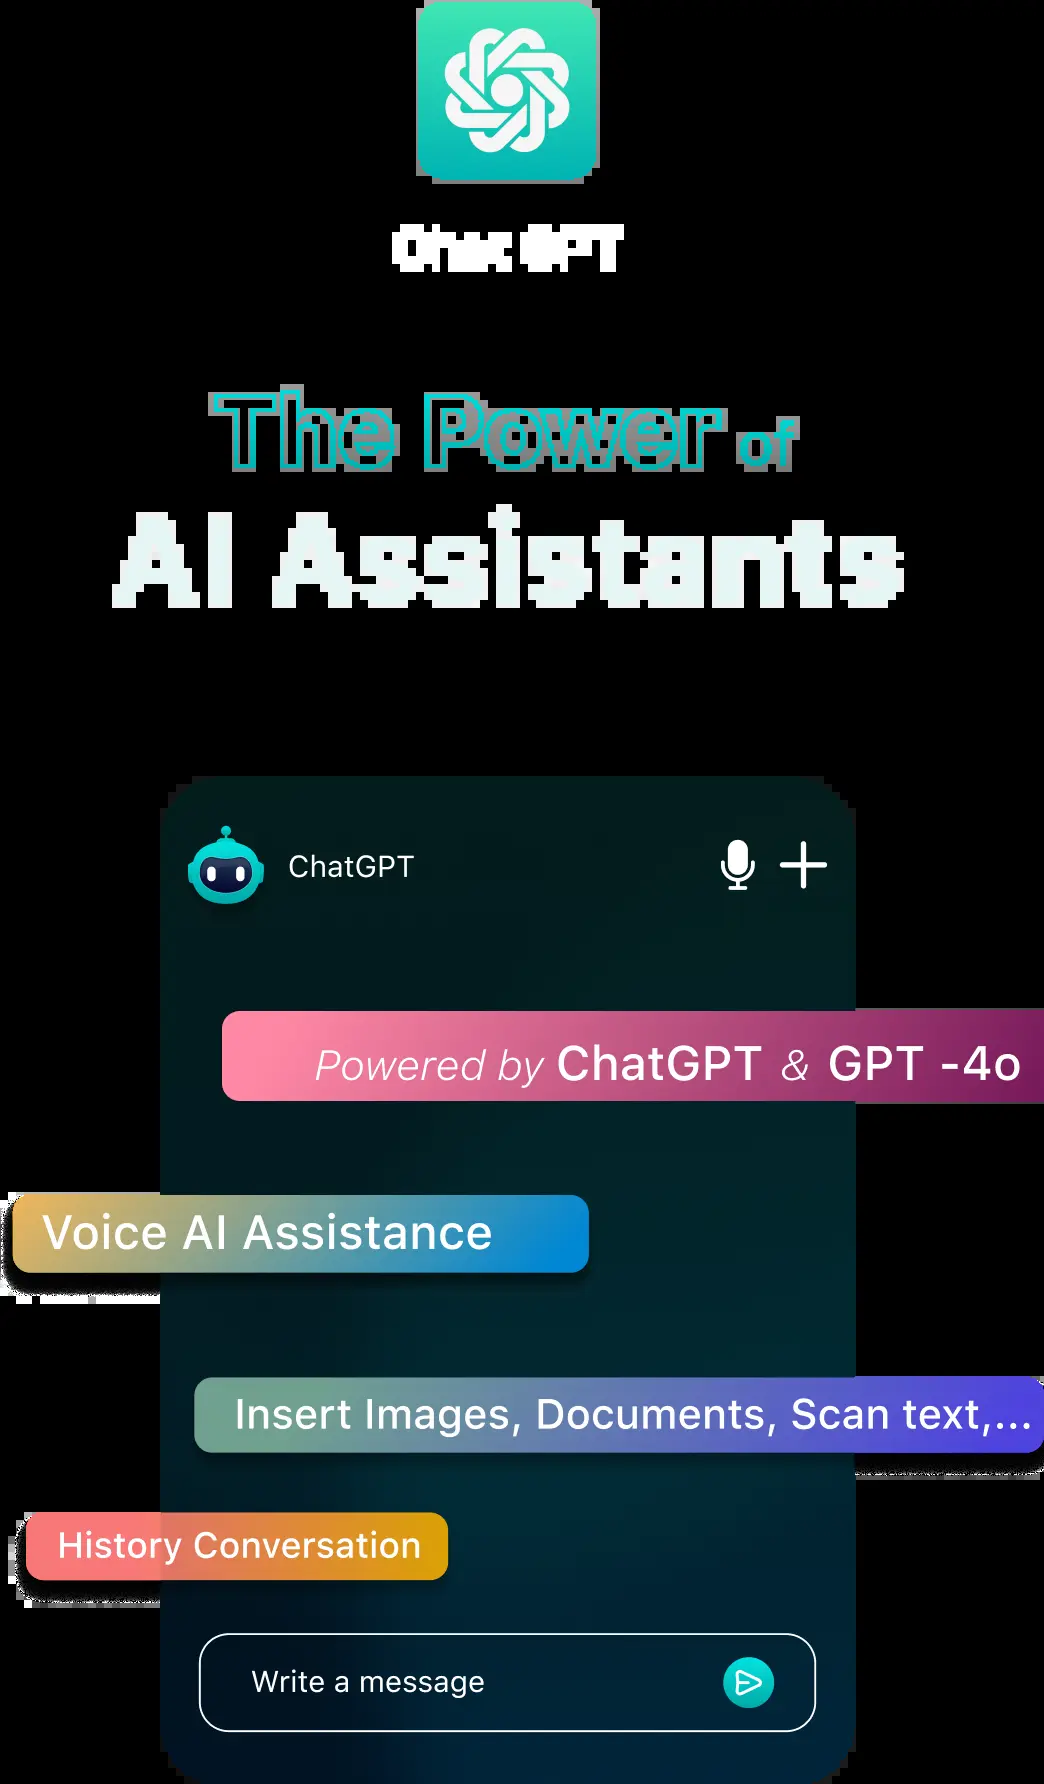 Chat GPT
The Power of
AI Assistants
ChatGPT
Powered by ChatGPT & GPT -4o
Voice AI Assistance
Insert Images, Documents, Scan text,...
History Conversation
Write a message